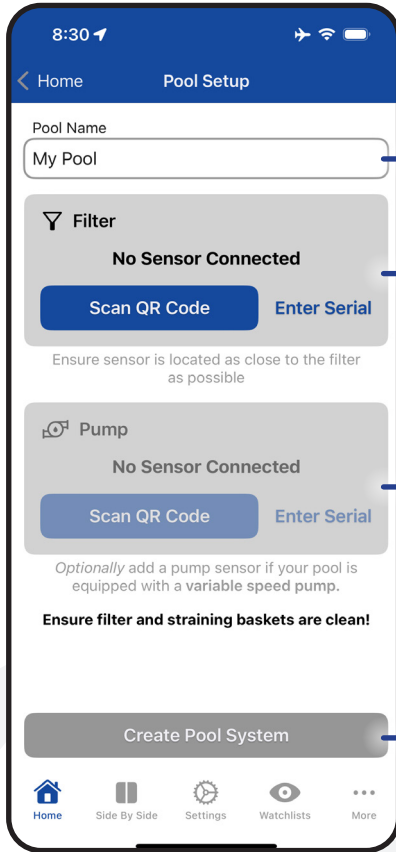 8:30
Home
Pool Setup
Pool Name
My Pool
Filter
No Sensor Connected
Scan QR Code
Enter Serial
Ensure sensor is located as close to the filter
as possible
Pump
No Sensor Connected
Scan QR Code
Enter Serial
Optionally add a pump sensor if your pool is
equipped with a variable speed pump.
Ensure filter and straining baskets are clean!
Create Pool System
Home
Side By Side
Settings
Watchlists
More